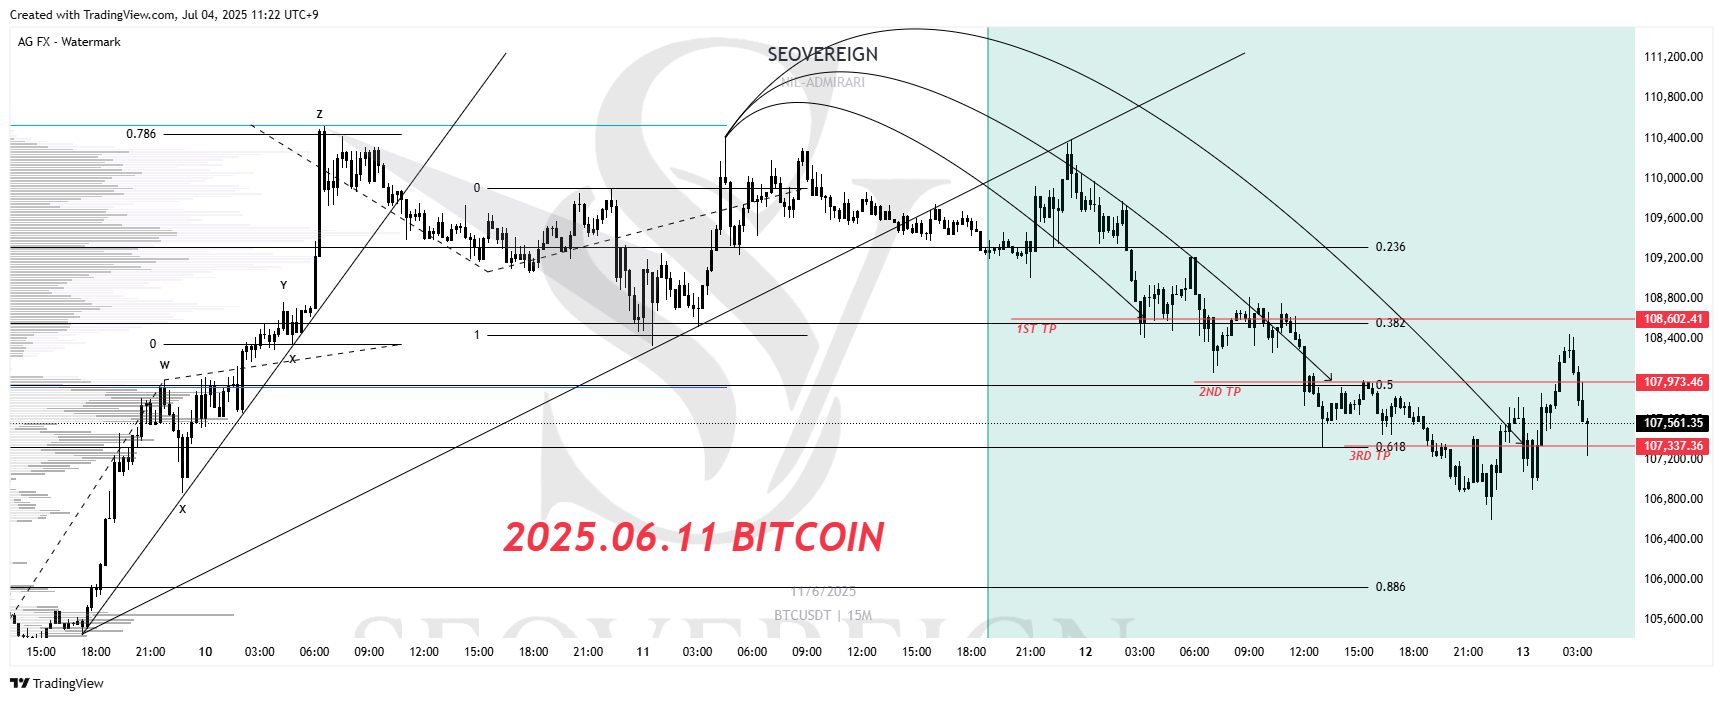 Created with TradingView.com, Jul 04, 2025 11:22 UTC+9
AG FX - Watermark
SEOVEREIGN
NIL-ADMIRARI
111,200.00
110,800.00
110,400.00
110,000.00
109,600.00
109,200.00
108,800.00
108,602.41
108,400.00
107,973.46
107,561.35
107,337.36
107,200.00
106,800.00
106,400.00
106,000.00
105,600.00
Z
0.786
Y
0
X
W
X
0
1
0.236
0.382
1ST TP
0.5
2ND TP
0.618
3RD TP
0.886
2025.06.11 BITCOIN
11/6/2025
BTCUSDT | 15M
SEOVEREIGN
15:00 18:00 21:00 10 03:00 06:00 09:00 12:00 15:00 18:00 21:00 11 03:00 06:00 09:00 12:00 15:00 18:00 21:00 12 03:00 06:00 09:00 12:00 15:00 18:00 21:00 13 03:00
TradingView